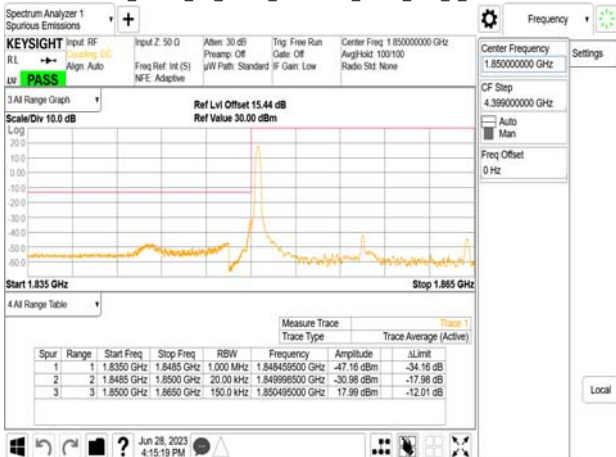 Spectrum Analyzer 1
Spurious Emissions
Frequency
KEYSIGHT Input: RF Input Z: 50 Ω Atten: 30 dB Trig: Free Run Center Freq: 1.850000000 GHz
RL Coupling: DC Preamp: Off Gate: Off Avg|Hold: 100/100
Align: Auto Freq Ref: Int (S) µW Path: Standard IF Gain: Low Radio Std: None
NFE: Adaptive
LV PASS
Center Frequency
1.850000000 GHz
Settings
CF Step
4.399000000 GHz
Auto
Man
Freq Offset
0 Hz
3 All Range Graph
Ref Lvl Offset 15.44 dB
Scale/Div 10.0 dB Ref Value 30.00 dBm
Log
20.0
10.0
0.00
-10.0
-20.0
-30.0
-40.0
-50.0
-60.0
Start 1.835 GHz Stop 1.865 GHz
4 All Range Table
Measure Trace Trace 1
Trace Type Trace Average (Active)
Spur Range Start Freq Stop Freq RBW Frequency Amplitude ΔLimit
1 1 1.8350 GHz 1.8485 GHz 1.000 MHz 1.848459500 GHz -47.16 dBm -34.16 dB
2 2 1.8485 GHz 1.8500 GHz 20.00 kHz 1.849998500 GHz -30.98 dBm -17.98 dB
3 3 1.8500 GHz 1.8650 GHz 150.0 kHz 1.850495000 GHz 17.99 dBm -12.01 dB
Local
?
Jun 28, 2023
4:15:19 PM